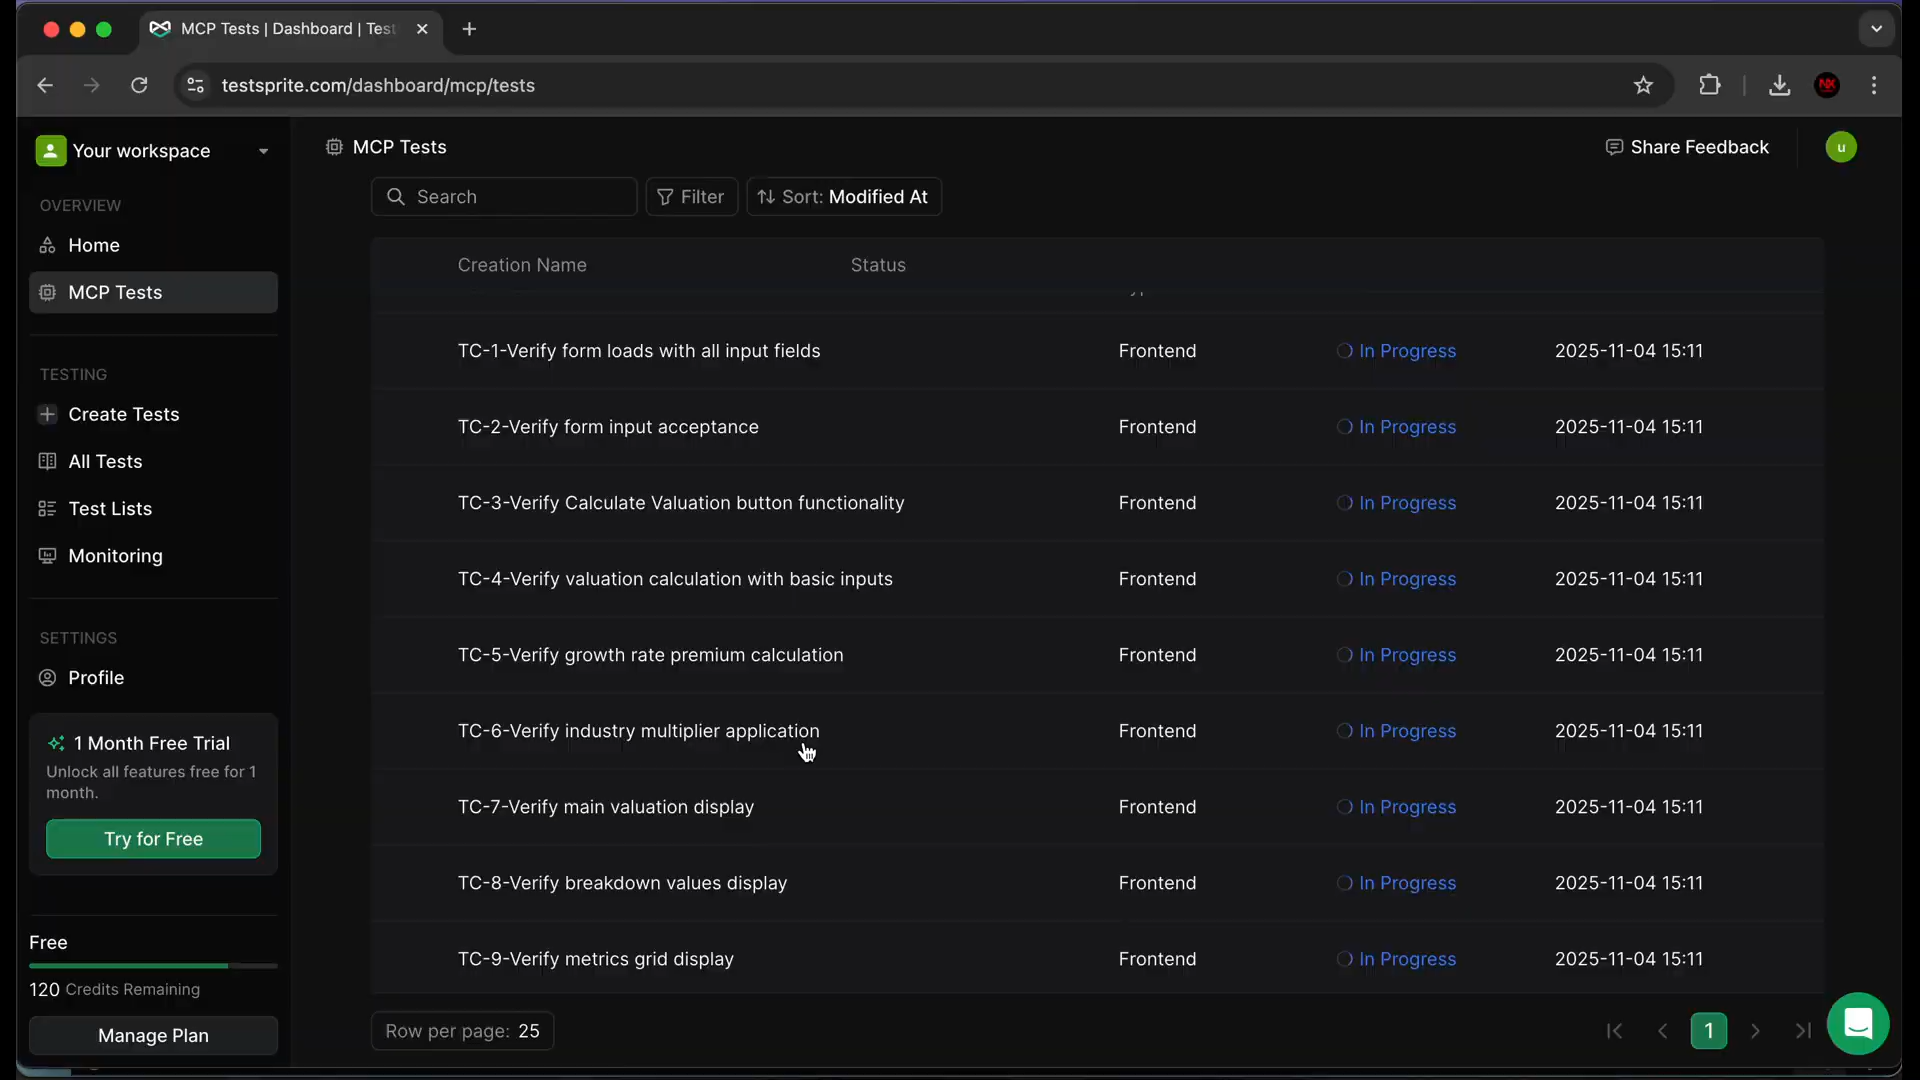 MCP Tests | Dashboard | Test
testsprite.com/dashboard/mcp/tests
NK
Your workspace
MCP Tests
Share Feedback
u
Search
Filter
Sort: Modified At
OVERVIEW
Home
MCP Tests
TESTING
Create Tests
All Tests
Test Lists
Monitoring
SETTINGS
Profile
1 Month Free Trial
Unlock all features free for 1
month.
Try for Free
Free
120 Credits Remaining
Manage Plan
Creation Name Status
TC-1-Verify form loads with all input fields Frontend In Progress 2025-11-04 15:11
TC-2-Verify form input acceptance Frontend In Progress 2025-11-04 15:11
TC-3-Verify Calculate Valuation button functionality Frontend In Progress 2025-11-04 15:11
TC-4-Verify valuation calculation with basic inputs Frontend In Progress 2025-11-04 15:11
TC-5-Verify growth rate premium calculation Frontend In Progress 2025-11-04 15:11
TC-6-Verify industry multiplier application Frontend In Progress 2025-11-04 15:11
TC-7-Verify main valuation display Frontend In Progress 2025-11-04 15:11
TC-8-Verify breakdown values display Frontend In Progress 2025-11-04 15:11
TC-9-Verify metrics grid display Frontend In Progress 2025-11-04 15:11
Row per page: 25
1